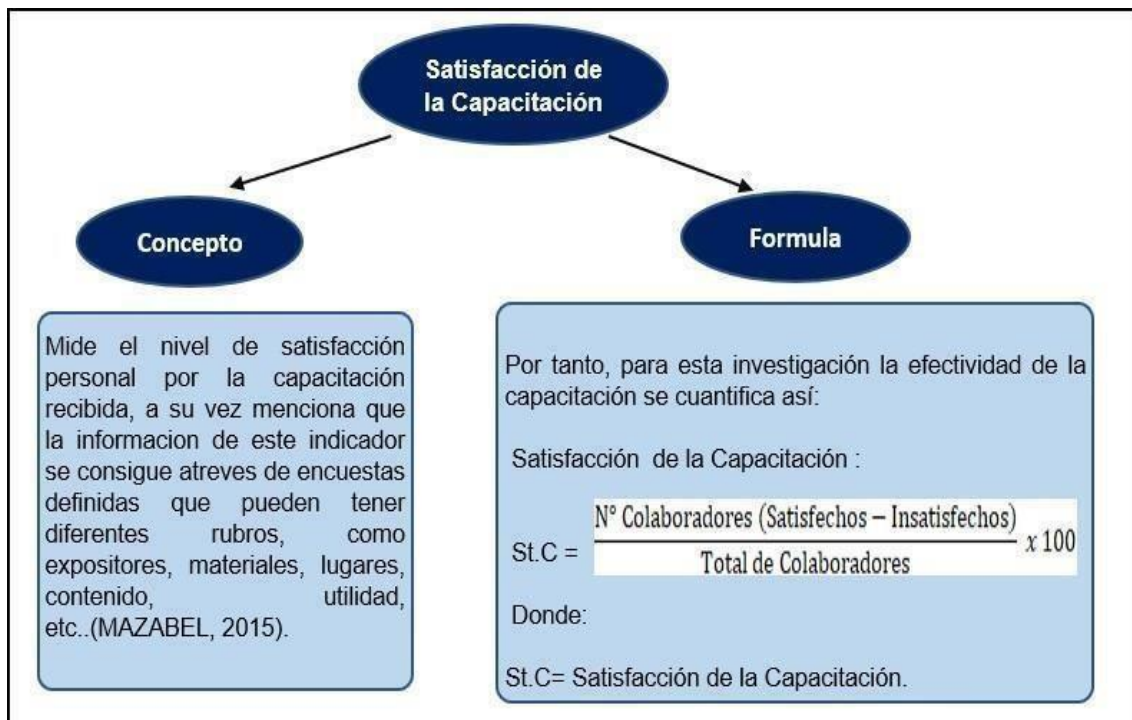 Satisfacción de
la Capacitación
Concepto
Formula
Mide el nivel de satisfacción
personal por la capacitación
recibida, a su vez menciona que
la informacion de este indicador
se consigue atreves de encuestas
definidas que pueden tener
diferentes rubros, como
expositores, materiales, lugares,
contenido, utilidad,
etc..(MAZABEL, 2015).
Por tanto, para esta investigación la efectividad de la
capacitación se cuantifica así:
Satisfacción de la Capacitación :
N° Colaboradores (Satisfechos – Insatisfechos)
St.C = x 100
Total de Colaboradores
Donde:
St.C= Satisfacción de la Capacitación.